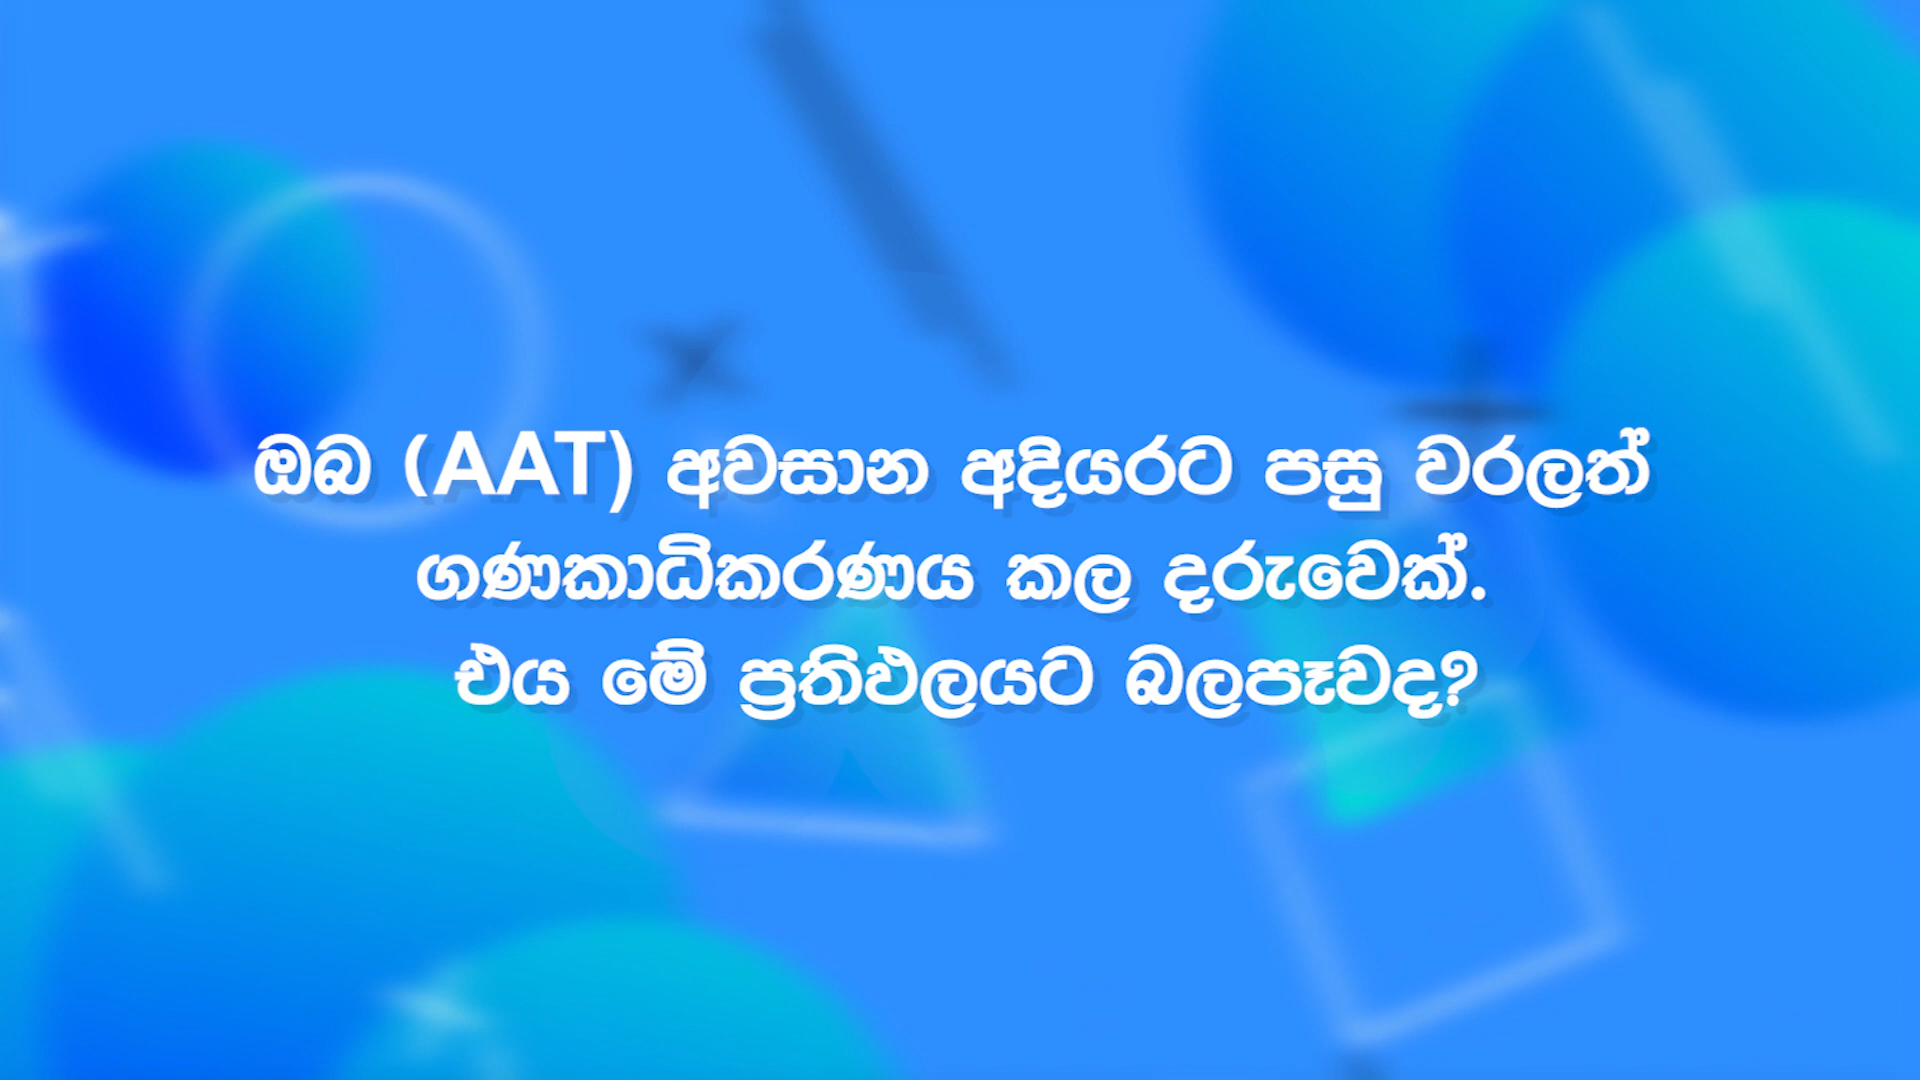 ඔබ (AAT) අවසාන අදියරට පසු වරලත්
ගණකාධිකරණය කල දරුවෙක්.
එය මේ ප්‍රතිඵලයට බලපෑවද?